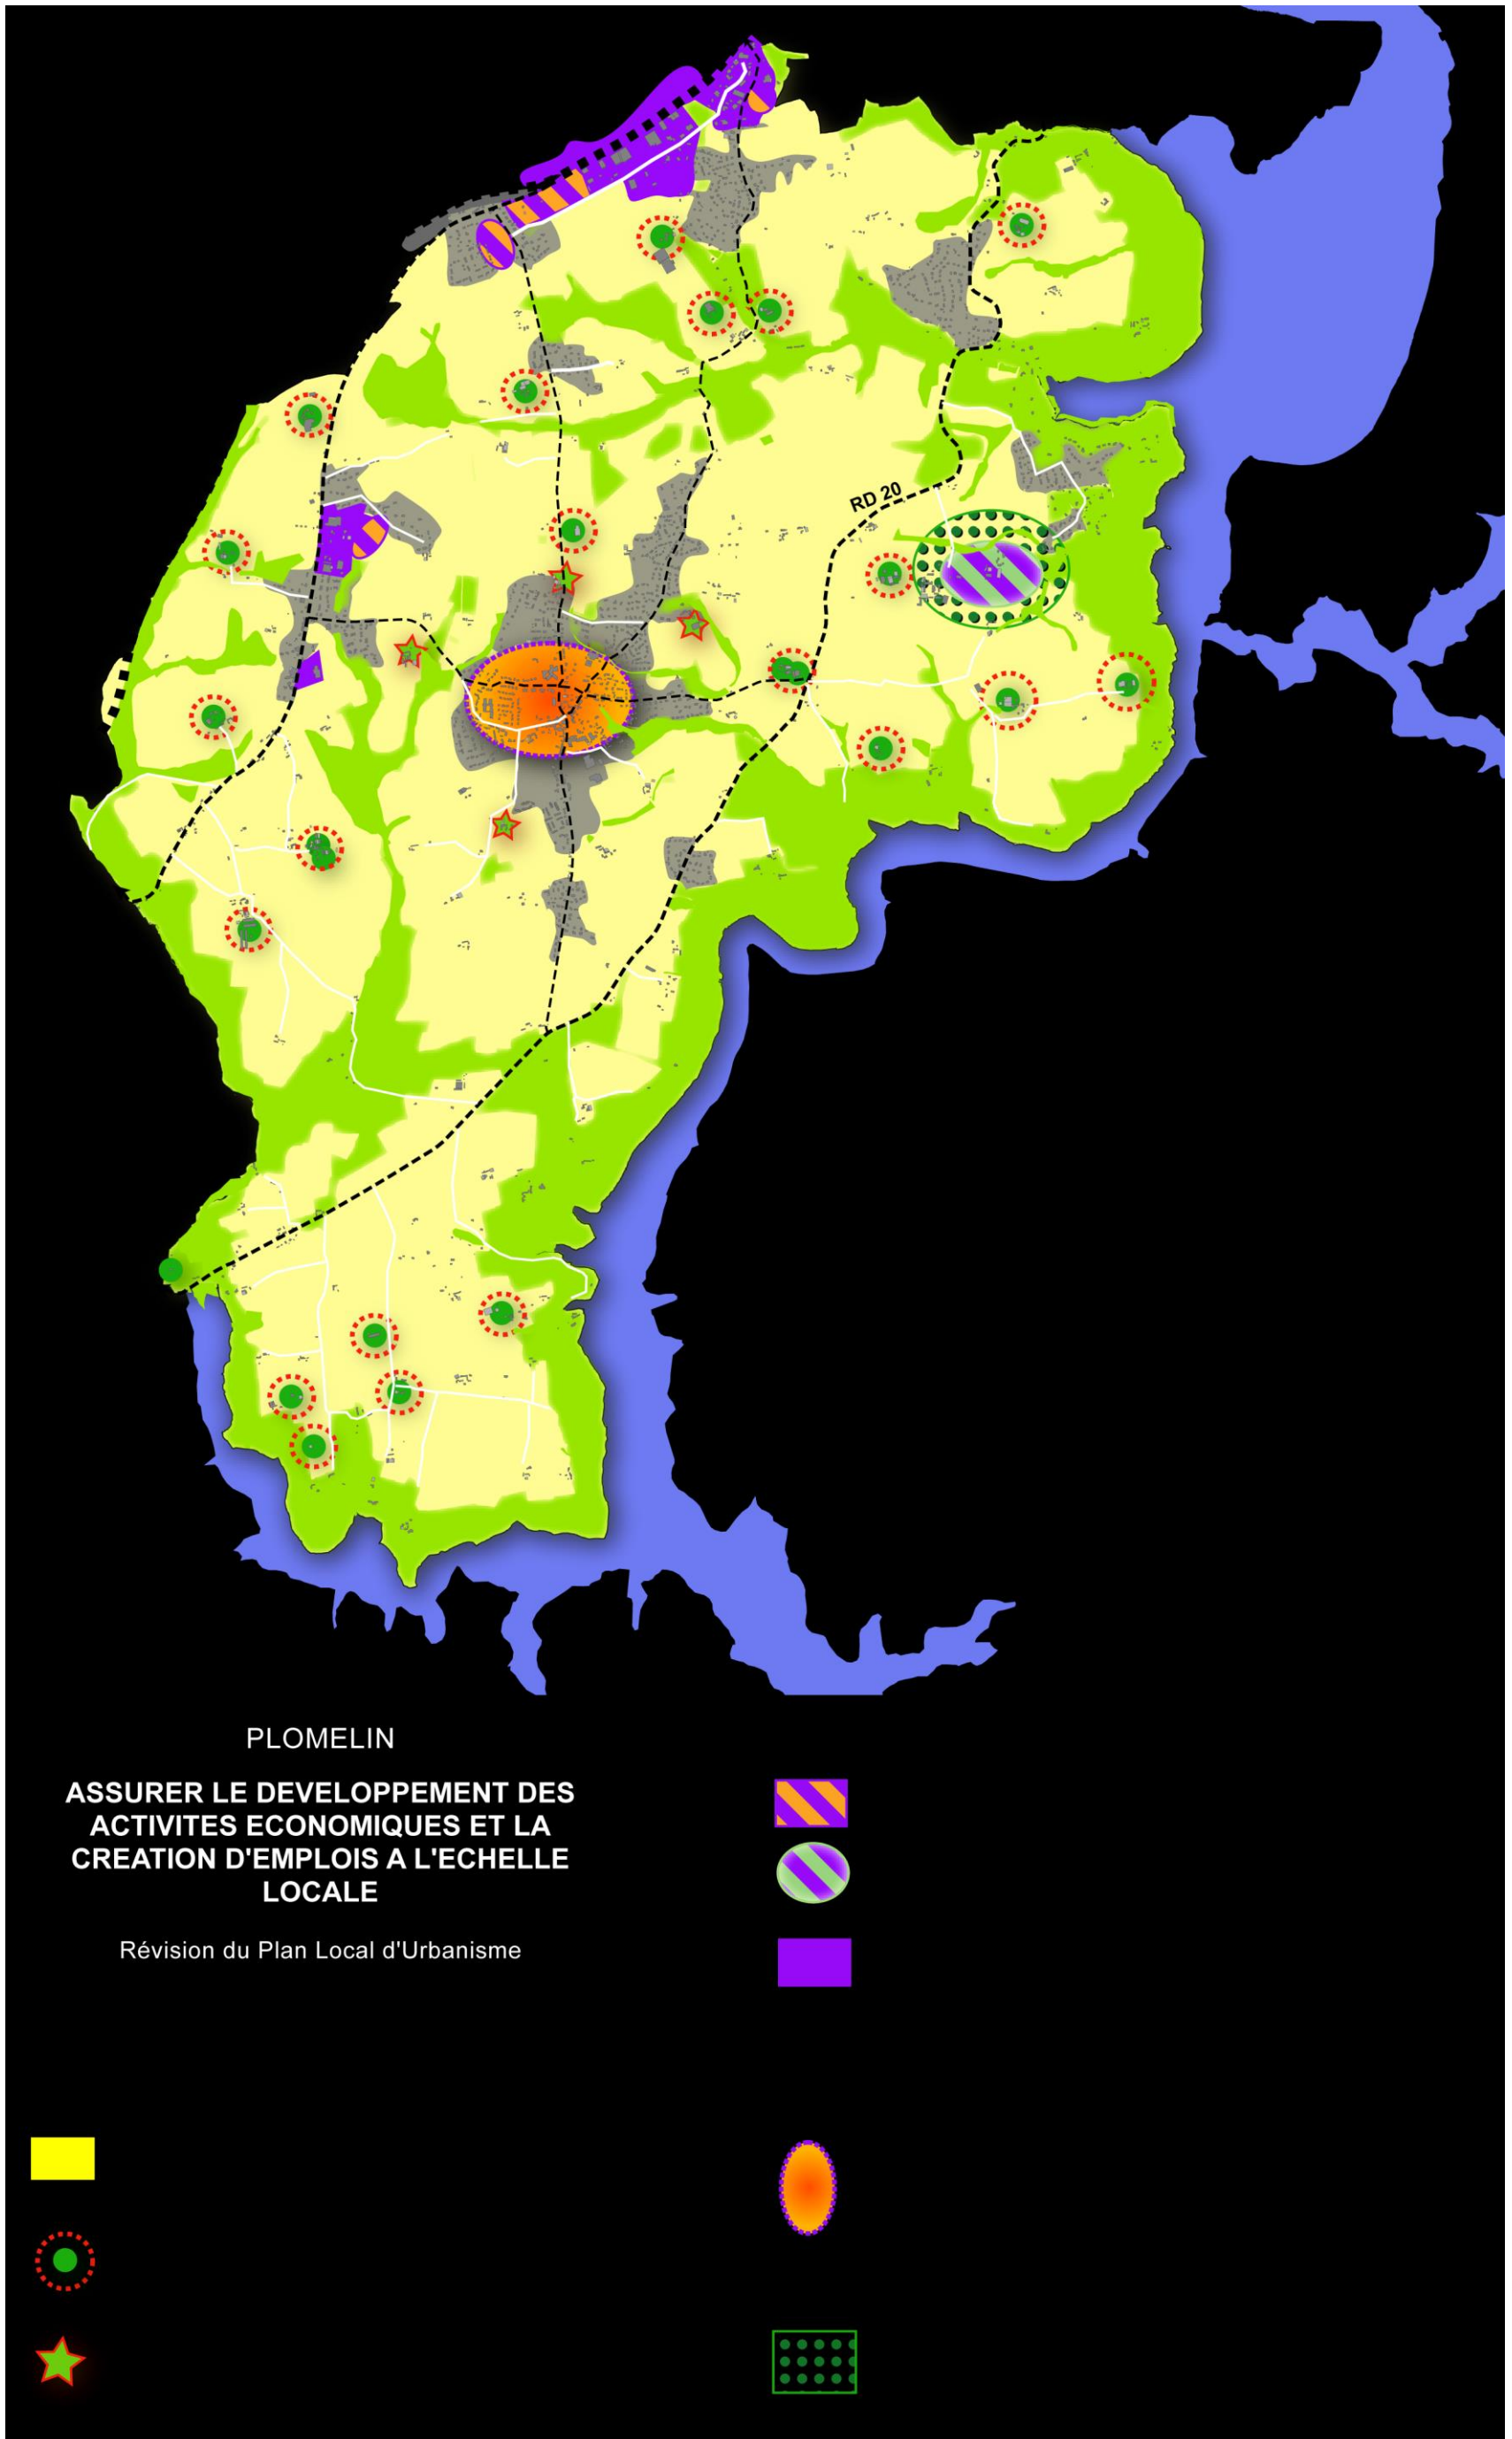 RD 20
PLOMELIN
ASSURER LE DEVELOPPEMENT DES
ACTIVITES ECONOMIQUES ET LA
CREATION D'EMPLOIS A L'ECHELLE
LOCALE
Révision du Plan Local d'Urbanisme